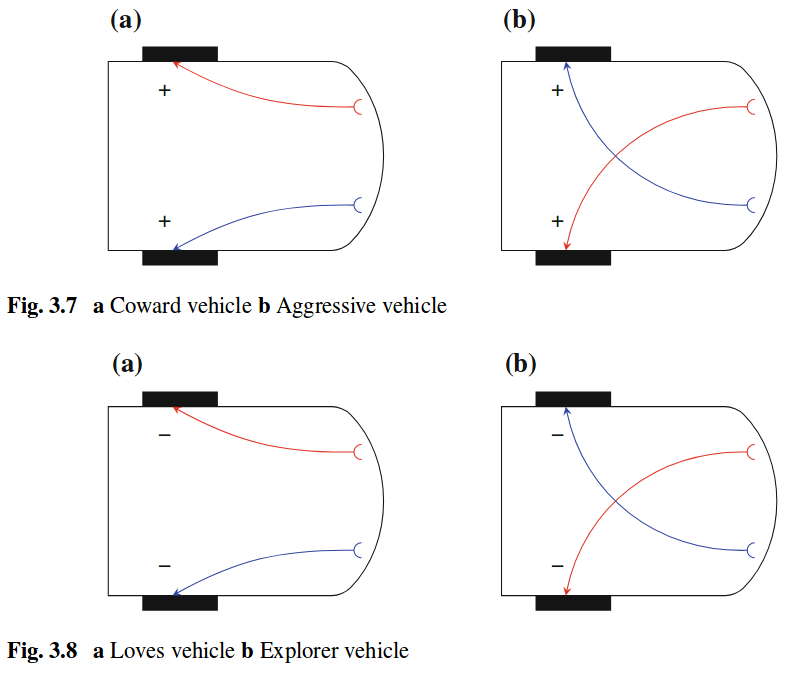 (a) (b)
+ +
+ +
Fig. 3.7 a Coward vehicle b Aggressive vehicle
(a) (b)
− −
− −
Fig. 3.8 a Loves vehicle b Explorer vehicle